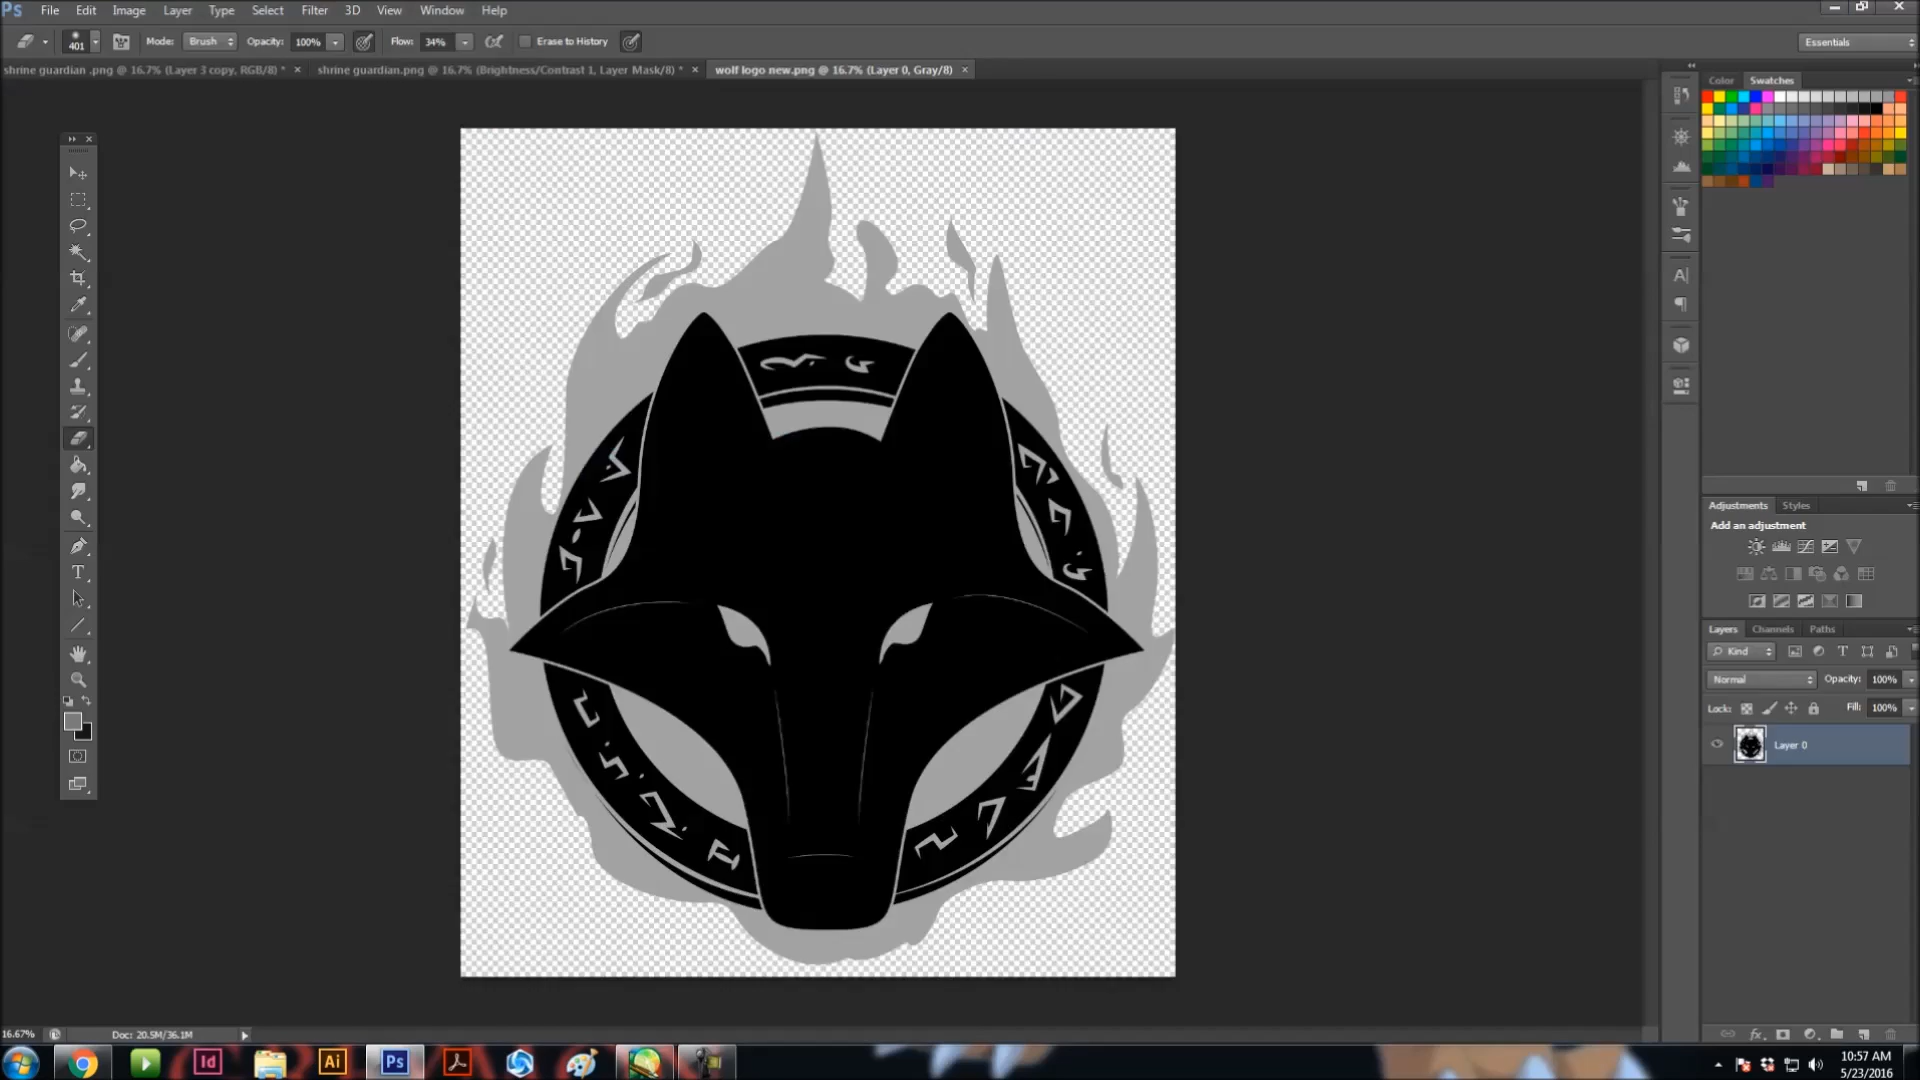 Ps File Edit Image Layer Type Select Filter 3D View Window Help
401 Mode: Brush Opacity: 100% Flow: 34% Erase to History Essentials
shrine guardian .png @ 16.7% (Layer 3 copy, RGB/8) * × shrine guardian.png @ 16.7% (Brightness/Contrast 1, Layer Mask/8) * × wolf logo new.png @ 16.7% (Layer 0, Gray/8) ×
Color Swatches
Adjustments Styles
Add an adjustment
Layers Channels Paths
Kind
Normal Opacity: 100%
Lock: Fill: 100%
Layer 0
16.67% Doc: 20.5M/36.1M
Id Ai Ps
10:57 AM
5/23/2016